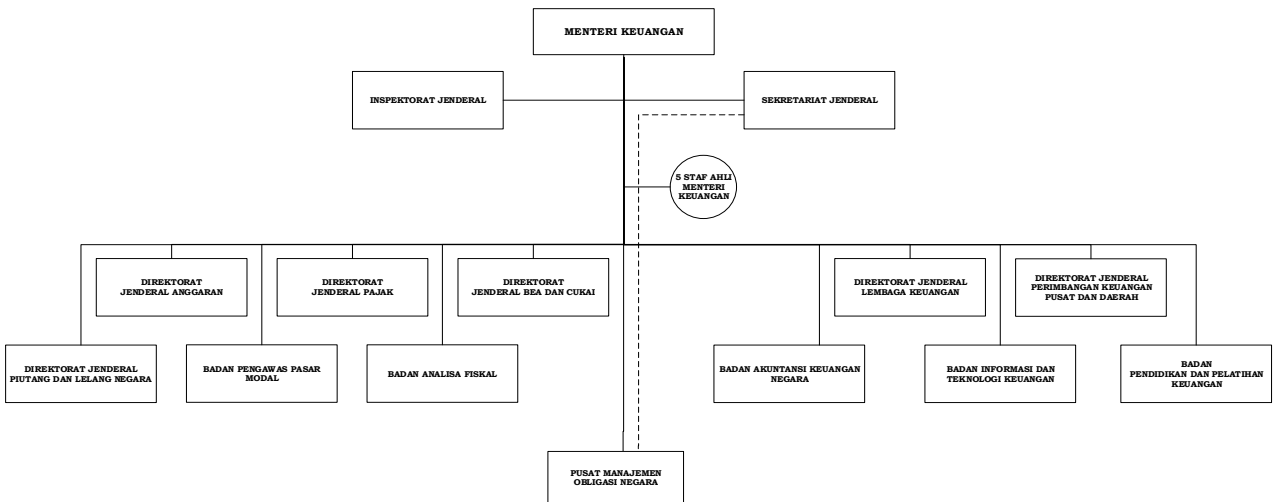 MENTERI KEUANGAN
INSPEKTORAT JENDERAL
SEKRETARIAT JENDERAL
5 STAF AHLI
MENTERI
KEUANGAN
DIREKTORAT
JENDERAL ANGGARAN
DIREKTORAT
JENDERAL PAJAK
DIREKTORAT
JENDERAL BEA DAN CUKAI
DIREKTORAT JENDERAL
LEMBAGA KEUANGAN
DIREKTORAT JENDERAL
PERIMBANGAN KEUANGAN
PUSAT DAN DAERAH
DIREKTORAT JENDERAL
PIUTANG DAN LELANG NEGARA
BADAN PENGAWAS PASAR
MODAL
BADAN ANALISA FISKAL
BADAN AKUNTANSI KEUANGAN
NEGARA
BADAN INFORMASI DAN
TEKNOLOGI KEUANGAN
BADAN
PENDIDIKAN DAN PELATIHAN
KEUANGAN
PUSAT MANAJEMEN
OBLIGASI NEGARA